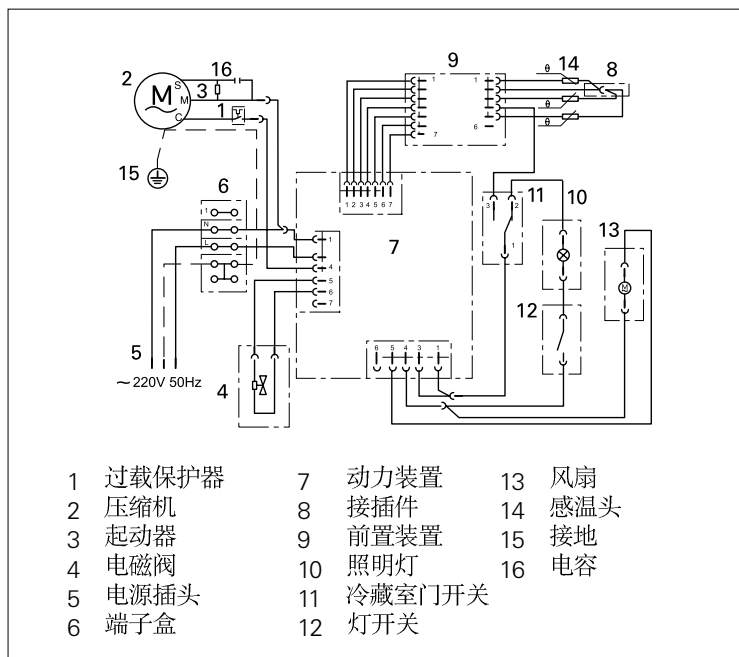 16
9
14
8
2
S
M
3
M
1
C
θ
1
1
θ
θ
7
6
15
6
1 2 3 4 5 6 7
3
2
11
10
1
N
L
1
4
5
6
7
7
1
13
M
12
5
4
6 5 4 3 1
~220V 50Hz
1 过载保护器
2 压缩机
3 起动器
4 电磁阀
5 电源插头
6 端子盒
7 动力装置
8 接插件
9 前置装置
10 照明灯
11 冷藏室门开关
12 灯开关
13 风扇
14 感温头
15 接地
16 电容